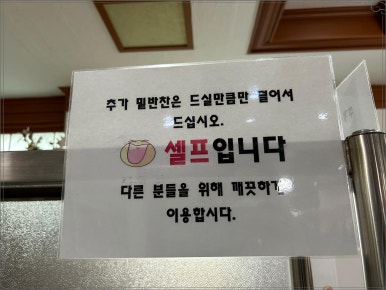 추가 밑반찬은 드실만큼만 덜어서
드십시오.
셀프입니다
다른 분들을 위해 깨끗하게
이용합시다.